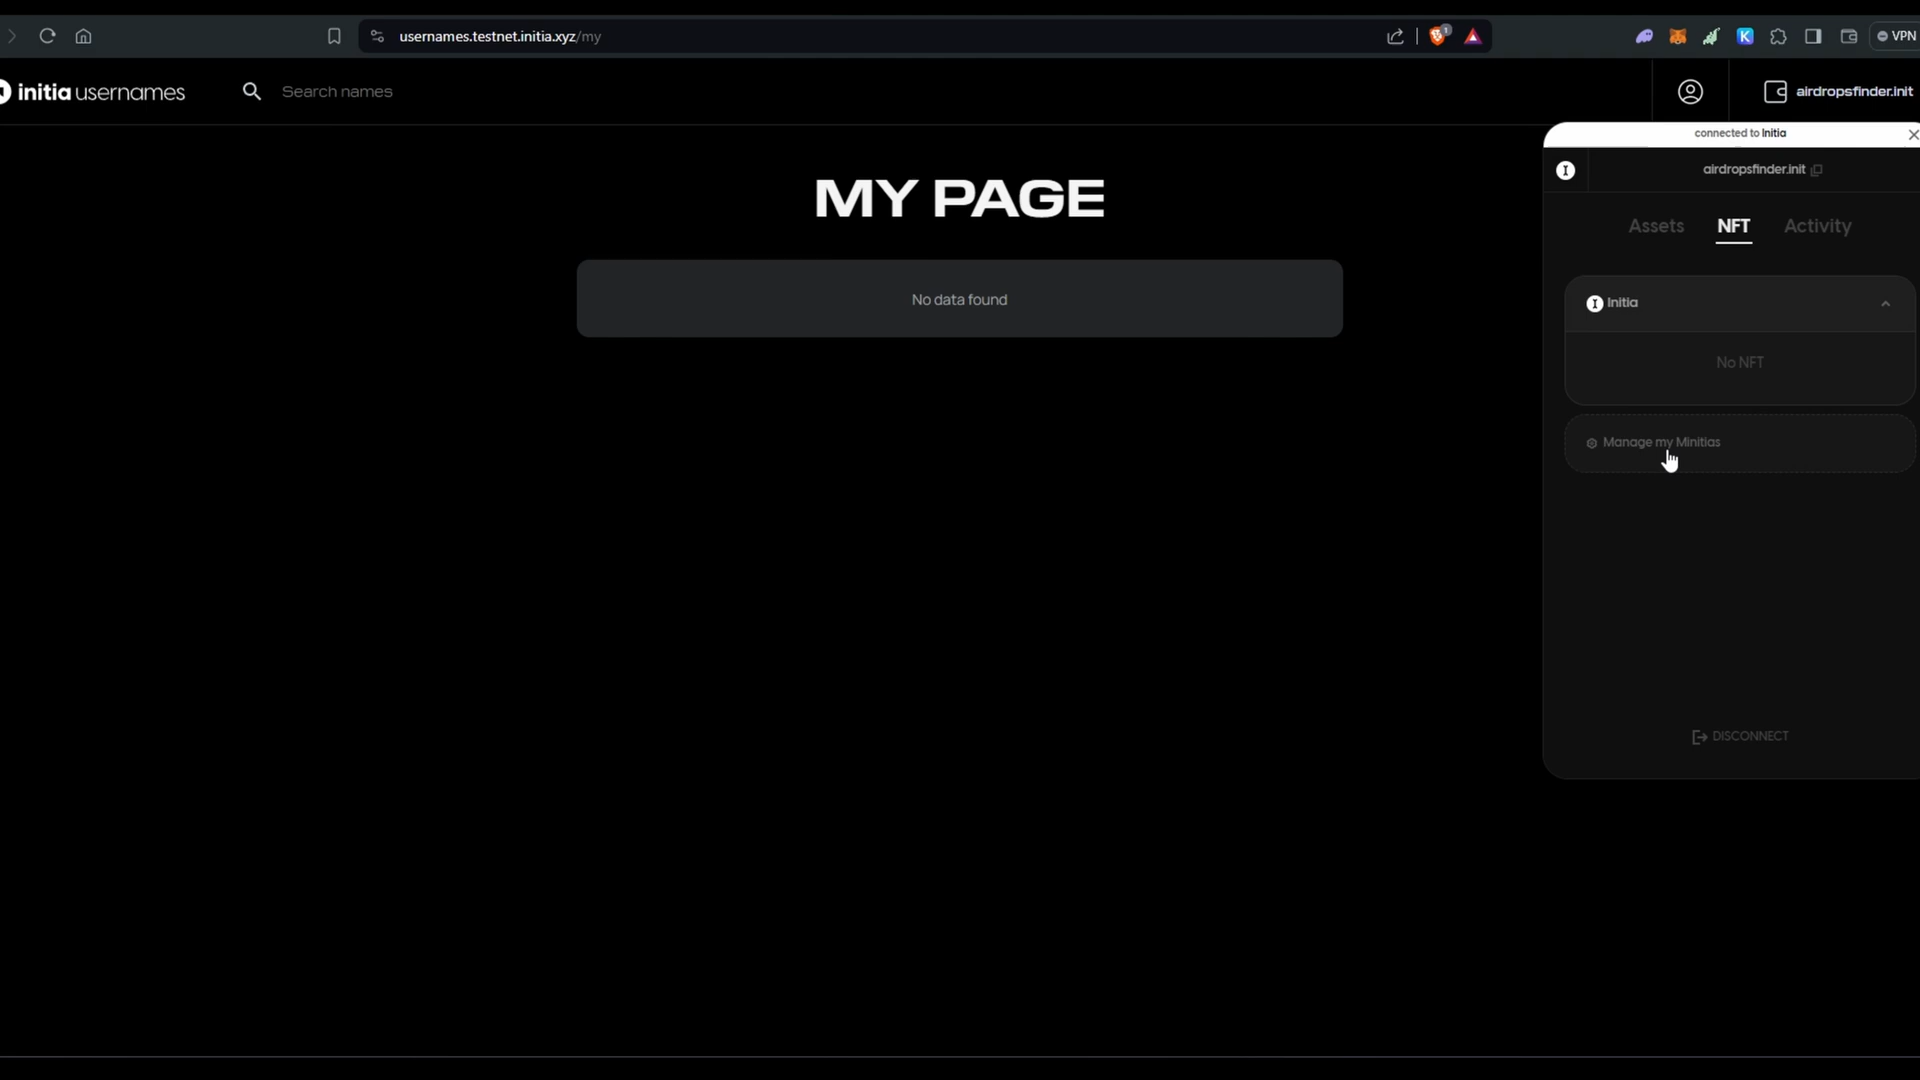 usernames.testnet.initia.xyz/my
1
K
VPN
initia usernames
Search names
airdropsfinder.init
connected to Initia
airdropsfinder.init
MY PAGE
Assets NFT Activity
No data found
Initia
No NFT
Manage my Minitias
DISCONNECT